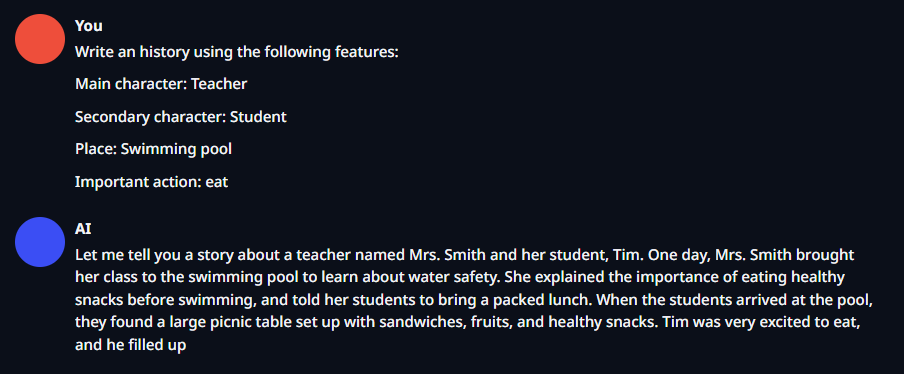 You
Write an history using the following features:
Main character: Teacher
Secondary character: Student
Place: Swimming pool
Important action: eat
AI
Let me tell you a story about a teacher named Mrs. Smith and her student, Tim. One day, Mrs. Smith brought
her class to the swimming pool to learn about water safety. She explained the importance of eating healthy
snacks before swimming, and told her students to bring a packed lunch. When the students arrived at the pool,
they found a large picnic table set up with sandwiches, fruits, and healthy snacks. Tim was very excited to eat,
and he filled up